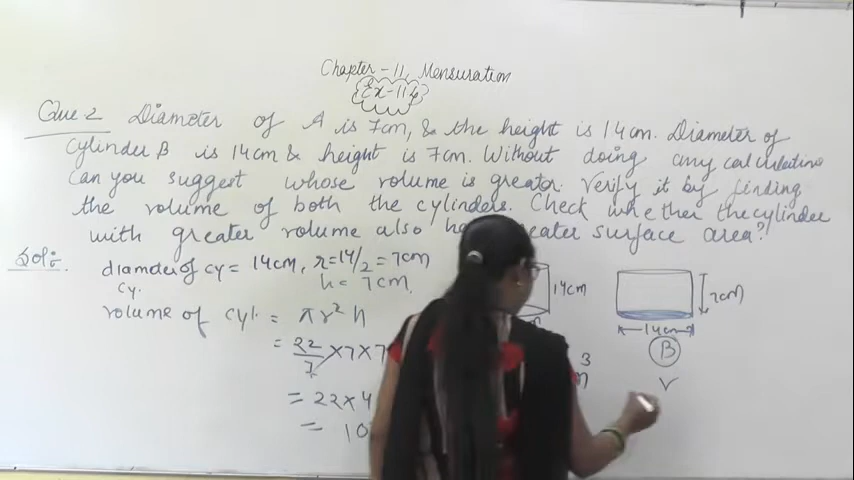 Chapter-11, Mensuration
Ex-11.4
Que 2 Diameter of A is 7cm, & the height is 14cm. Diameter of
cylinder B is 14cm & height is 7cm. Without doing any calculations
can you suggest whose volume is greater. Verify it by finding
the volume of both the cylinders. Check whether the cylinder
with greater volume also ha eater surface area?
Sol:-
diamder of cy = 14cm, r = 14/2 = 7cm
cy. h = 7cm.
volume of cyl. = πr²h
= 22/7 × 7 × 7
= 22×4
= 10
14cm
7cm
14cm
B
3
V